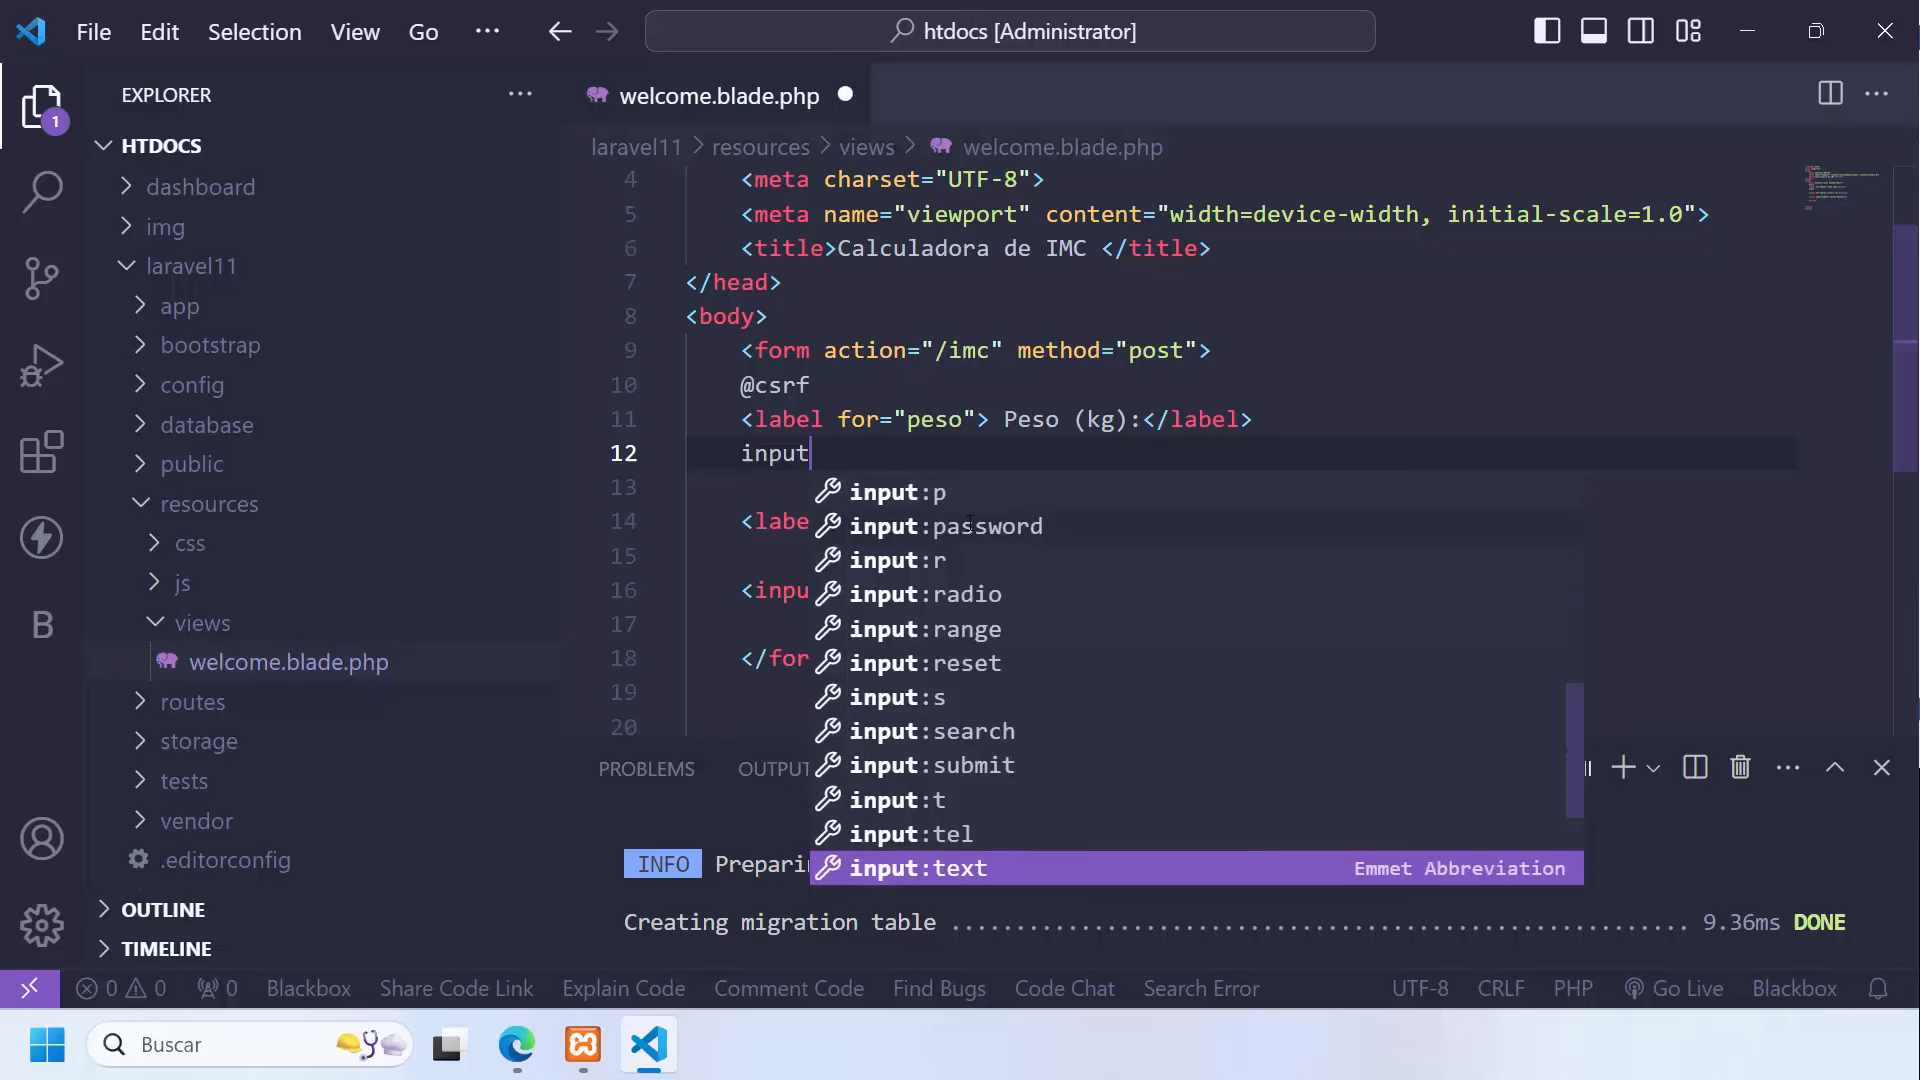 File Edit Selection View Go ··· htdocs [Administrator]
EXPLORER ···
1
HTDOCS
dashboard
img
laravel11
app
bootstrap
config
database
public
resources
css
js
views
welcome.blade.php
routes
storage
tests
vendor
.editorconfig
OUTLINE
TIMELINE
welcome.blade.php
laravel11 > resources > views > welcome.blade.php
4 <meta charset="UTF-8">
5 <meta name="viewport" content="width=device-width, initial-scale=1.0">
6 <title>Calculadora de IMC </title>
7 </head>
8 <body>
9 <form action="/imc" method="post">
10 @csrf
11 <label for="peso"> Peso (kg):</label>
12 input
13
14 <labe
15
16 <inpu
17
18 </for
19
20
input:p
input:password
input:r
input:radio
input:range
input:reset
input:s
input:search
input:submit
input:t
input:tel
input:text Emmet Abbreviation
PROBLEMS OUTPUT
INFO Preparin
Creating migration table ........................................................ 9.36ms DONE
0 0 0 Blackbox Share Code Link Explain Code Comment Code Find Bugs Code Chat Search Error UTF-8 CRLF PHP Go Live Blackbox
Buscar